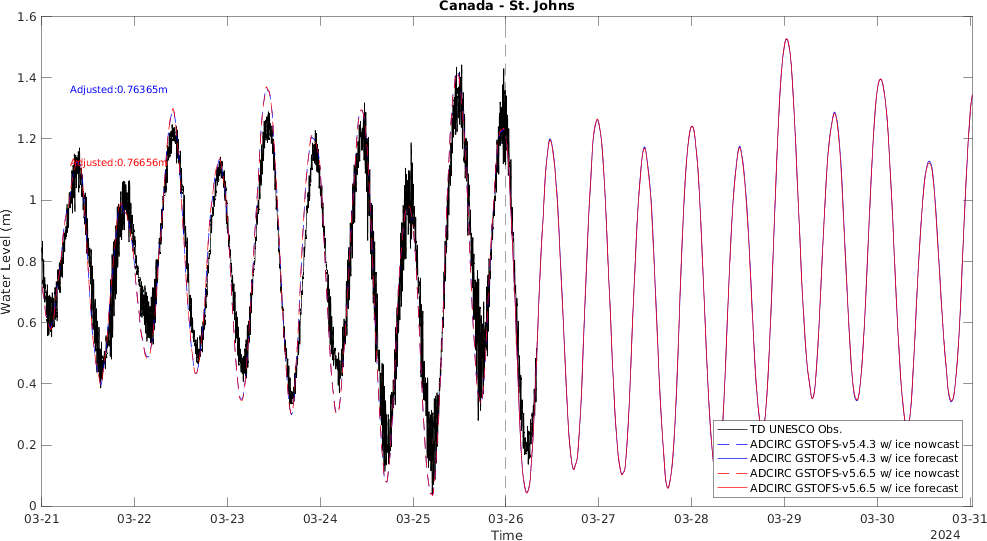 Canada - St. Johns
1.6
1.4
1.2
1
0.8
0.6
0.4
0.2
0
Water Level (m)
Adjusted:0.76365m
Adjusted:0.76656m
TD UNESCO Obs.
ADCIRC GSTOFS-v5.4.3 w/ ice nowcast
ADCIRC GSTOFS-v5.4.3 w/ ice forecast
ADCIRC GSTOFS-v5.6.5 w/ ice nowcast
ADCIRC GSTOFS-v5.6.5 w/ ice forecast
03-21 03-22 03-23 03-24 03-25 03-26 03-27 03-28 03-29 03-30 03-31
Time
2024